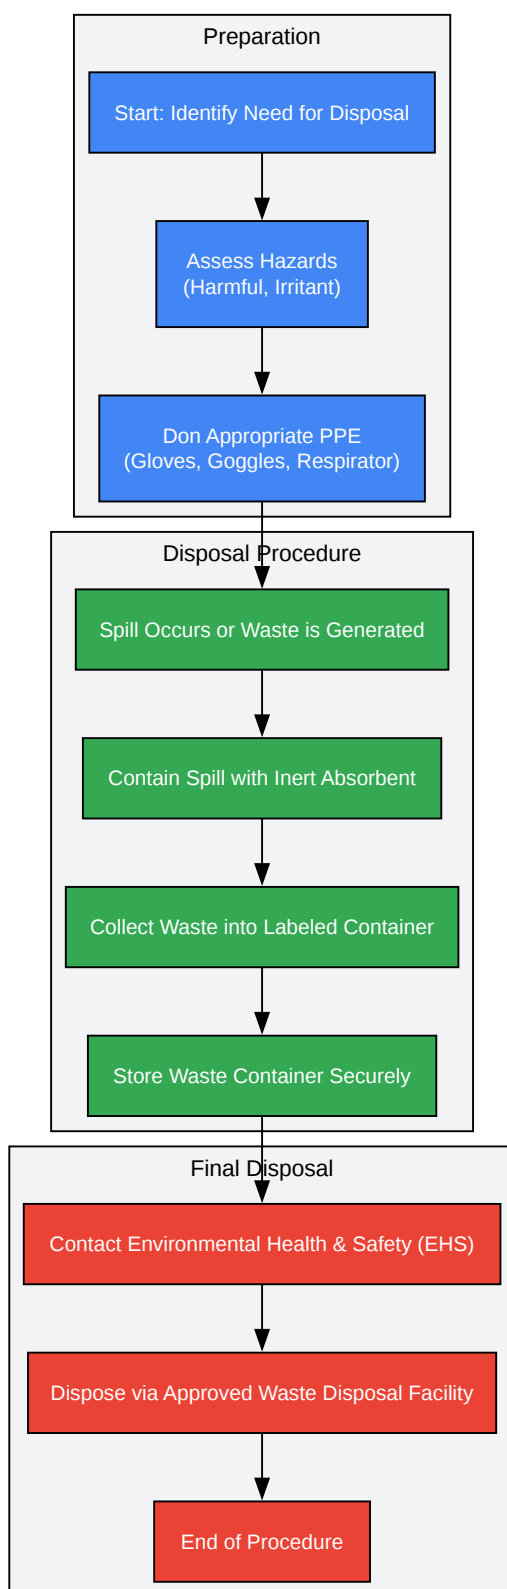 Preparation
Start: Identify Need for Disposal
Assess Hazards
(Harmful, Irritant)
Don Appropriate PPE
(Gloves, Goggles, Respirator)
Disposal Procedure
Spill Occurs or Waste is Generated
Contain Spill with Inert Absorbent
Collect Waste into Labeled Container
Store Waste Container Securely
Final Disposal
Contact Environmental Health & Safety (EHS)
Dispose via Approved Waste Disposal Facility
End of Procedure